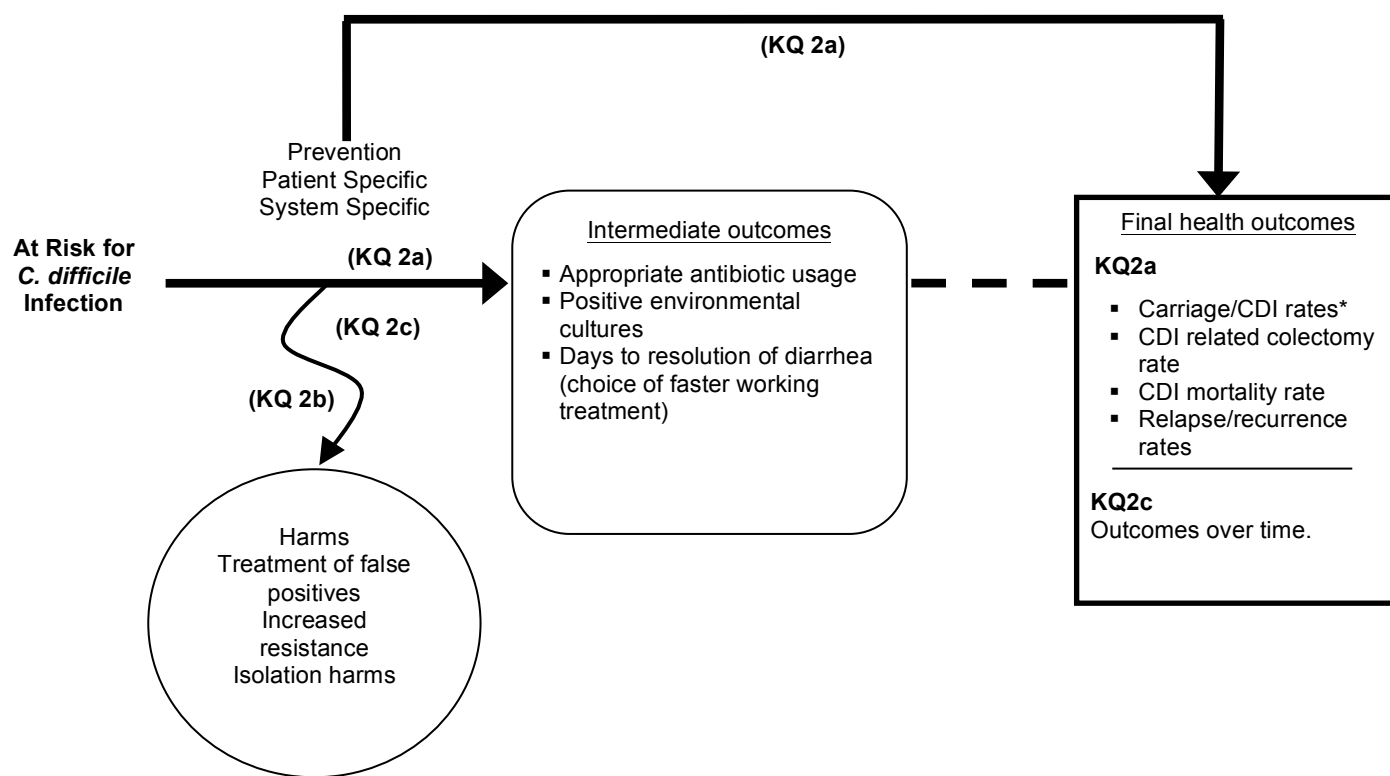 (KQ 2a)
Prevention
Patient Specific
System Specific
At Risk for
C. difficile
Infection
(KQ 2a)
(KQ 2c)
(KQ 2b)
Harms
Treatment of false
positives
Increased
resistance
Isolation harms
Intermediate outcomes
▪ Appropriate antibiotic usage
▪ Positive environmental
cultures
▪ Days to resolution of diarrhea
(choice of faster working
treatment)
Final health outcomes
KQ2a
▪ Carriage/CDI rates*
▪ CDI related colectomy
rate
▪ CDI mortality rate
▪ Relapse/recurrence
rates
KQ2c
Outcomes over time.